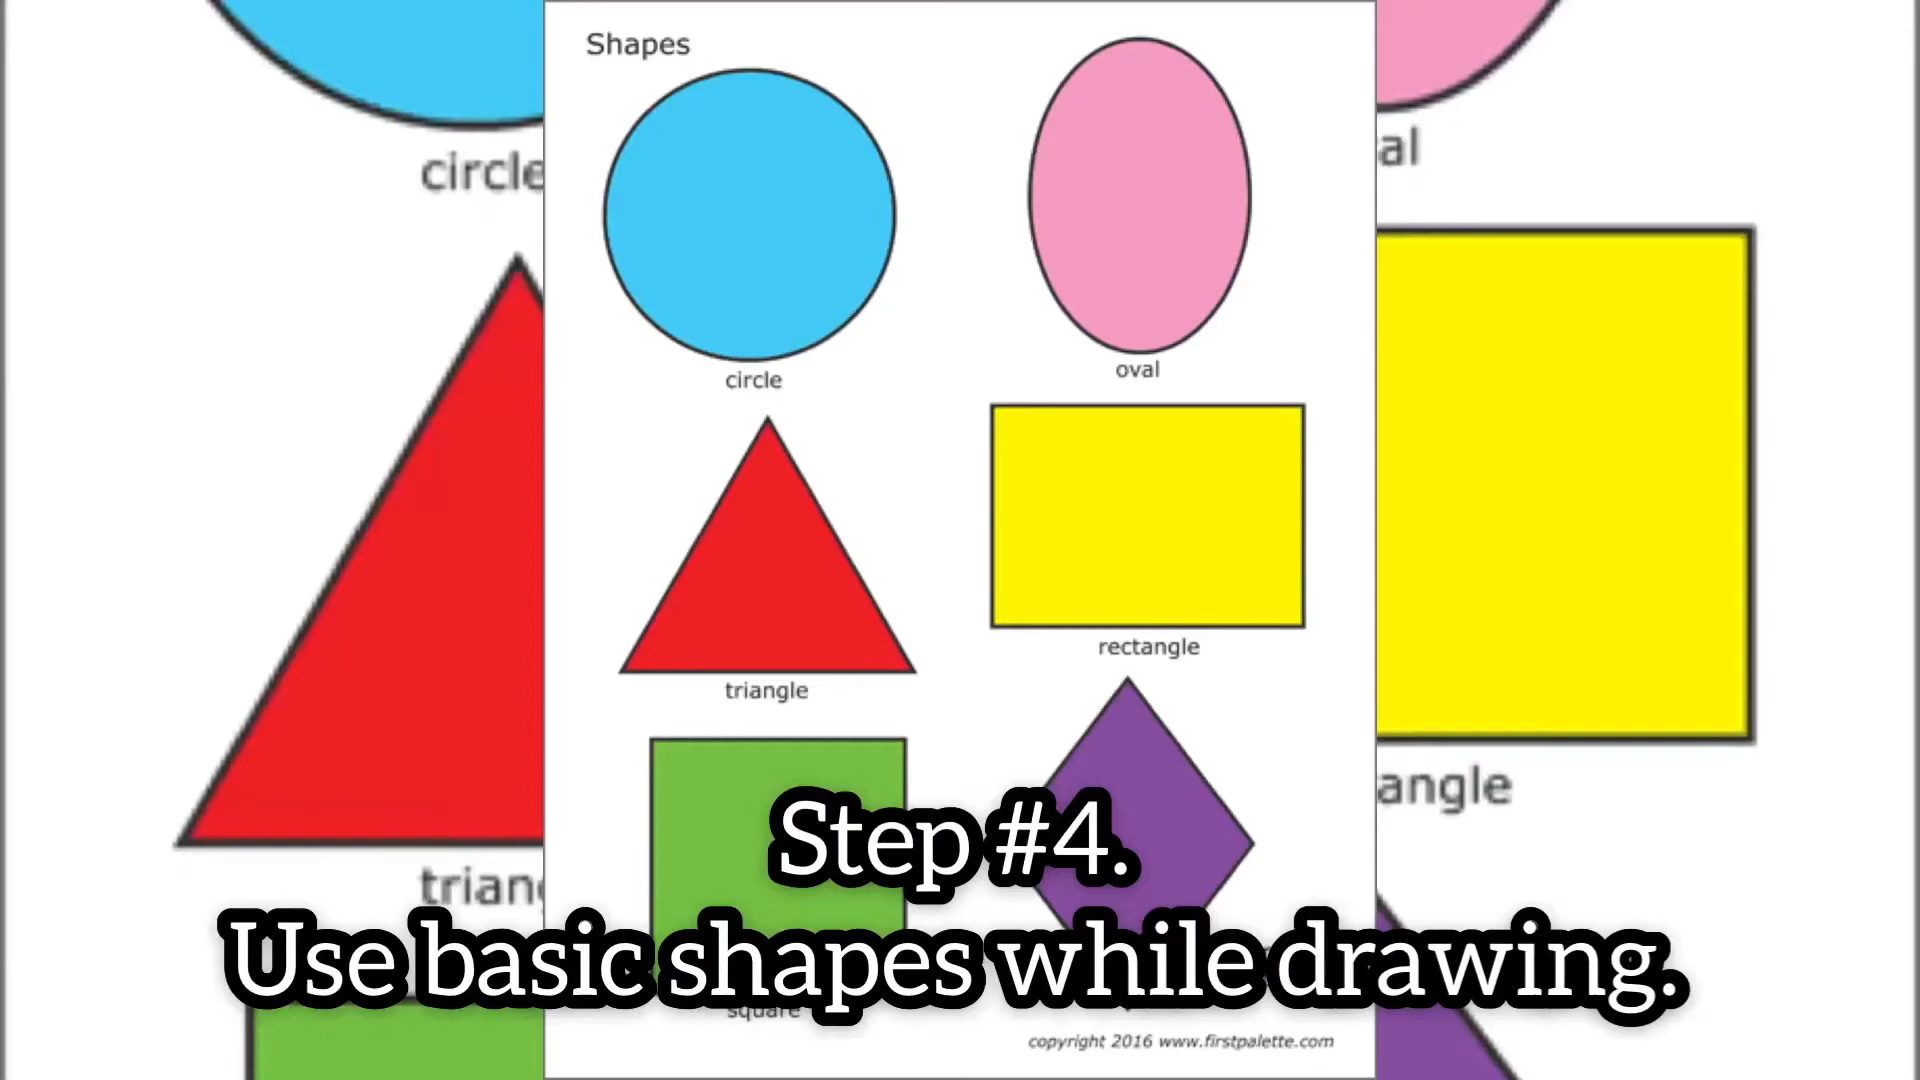 Shapes
circle
al
circle
oval
triangle
rectangle
angle
triang
Step #4.
Use basic shapes while drawing.
square
copyright 2016 www.firstpalette.com